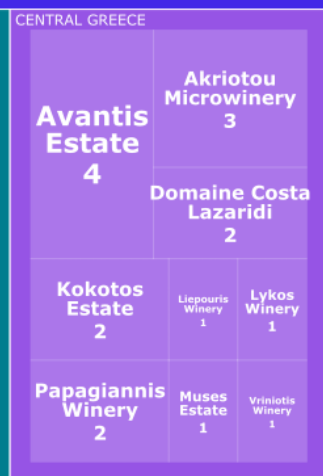 CENTRAL GREECE
Avantis
Estate
4
Akriotou
Microwinery
3
Domaine Costa
Lazaridi
2
Kokotos
Estate
2
Liepouris
Winery
1
Lykos
Winery
1
Papagiannis
Winery
2
Muses
Estate
1
Vriniotis
Winery
1